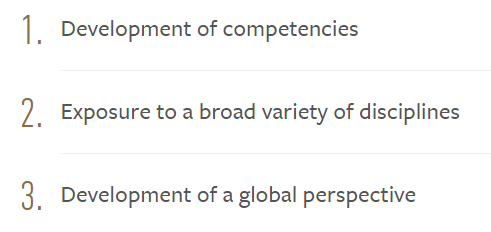 1. Development of competencies
2. Exposure to a broad variety of disciplines
3. Development of a global perspective